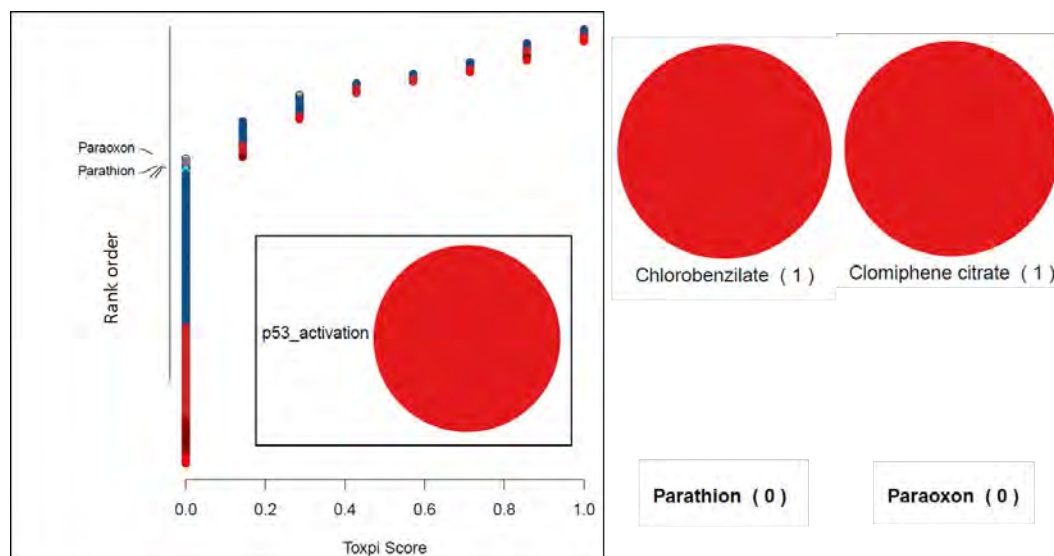 Paraoxon
Parathion
Rank order
p53_activation
0.0 0.2 0.4 0.6 0.8 1.0
Toxpi Score
Chlorobenzilate ( 1 )
Clomiphene citrate ( 1 )
Parathion ( 0 )
Paraoxon ( 0 )